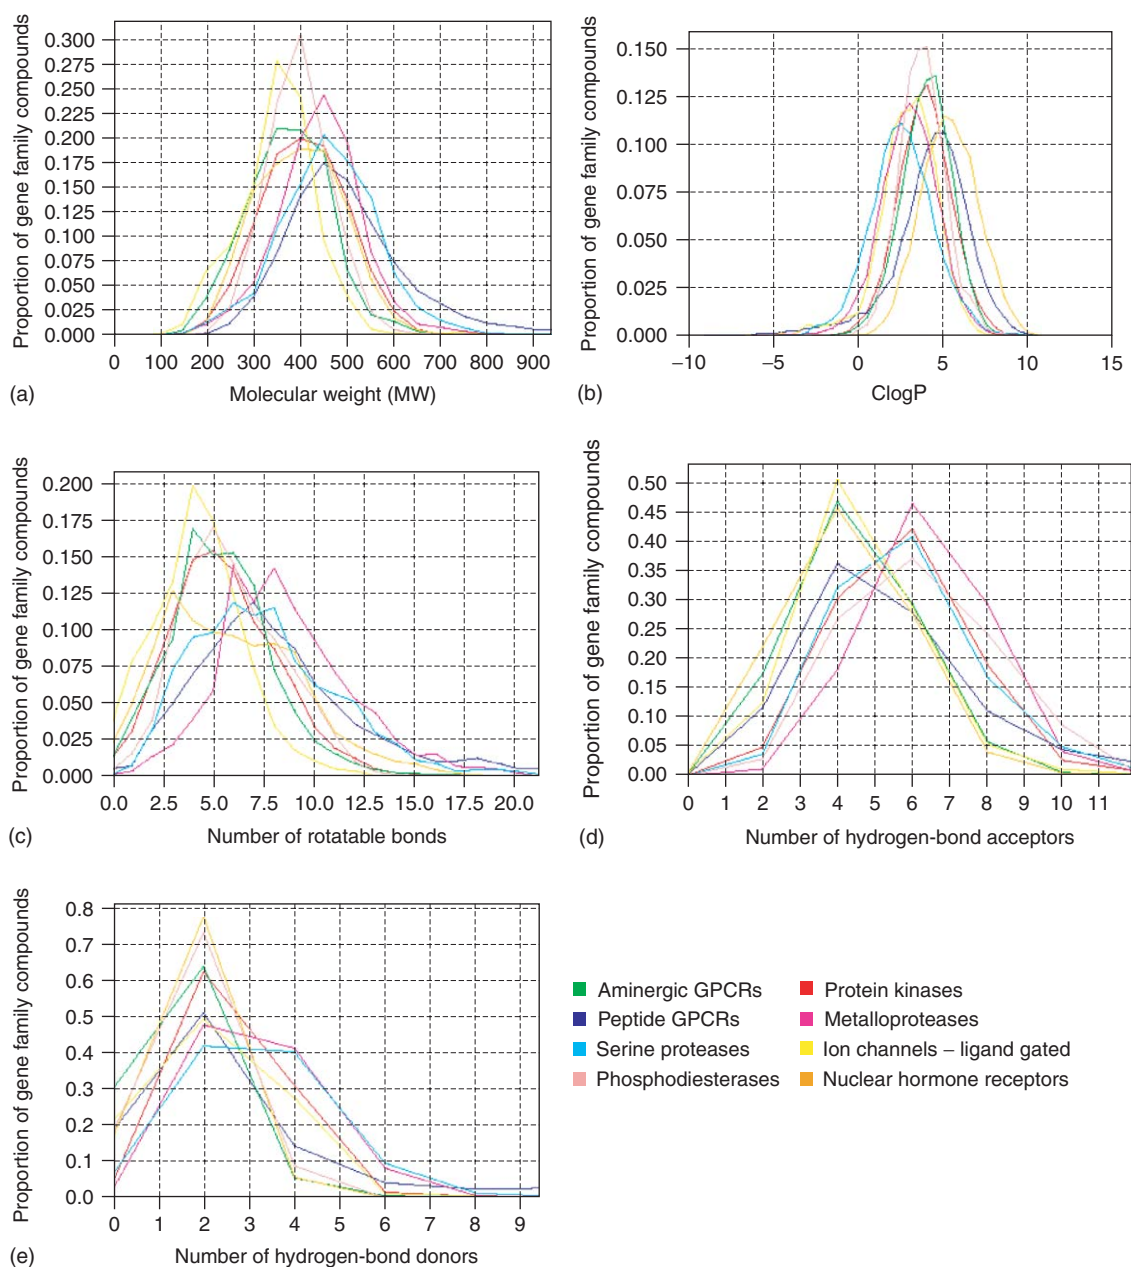 Proportion of gene family compounds
0.300
0.275
0.250
0.225
0.200
0.175
0.150
0.125
0.100
0.075
0.050
0.025
0.000
0 100 200 300 400 500 600 700 800 900
(a) Molecular weight (MW)
Proportion of gene family compounds
0.150
0.125
0.100
0.075
0.050
0.025
0.000
−10 −5 0 5 10 15
(b) ClogP
Proportion of gene family compounds
0.200
0.175
0.150
0.125
0.100
0.075
0.050
0.025
0.000
0.0 2.5 5.0 7.5 10.0 12.5 15.0 17.5 20.0
(c) Number of rotatable bonds
Proportion of gene family compounds
0.50
0.45
0.40
0.35
0.30
0.25
0.20
0.15
0.10
0.05
0.00
0 1 2 3 4 5 6 7 8 9 10 11
(d) Number of hydrogen-bond acceptors
Proportion of gene family compounds
0.8
0.7
0.6
0.5
0.4
0.3
0.2
0.1
0.0
0 1 2 3 4 5 6 7 8 9
(e) Number of hydrogen-bond donors
Aminergic GPCRs
Peptide GPCRs
Serine proteases
Phosphodiesterases
Protein kinases
Metalloproteases
Ion channels – ligand gated
Nuclear hormone receptors